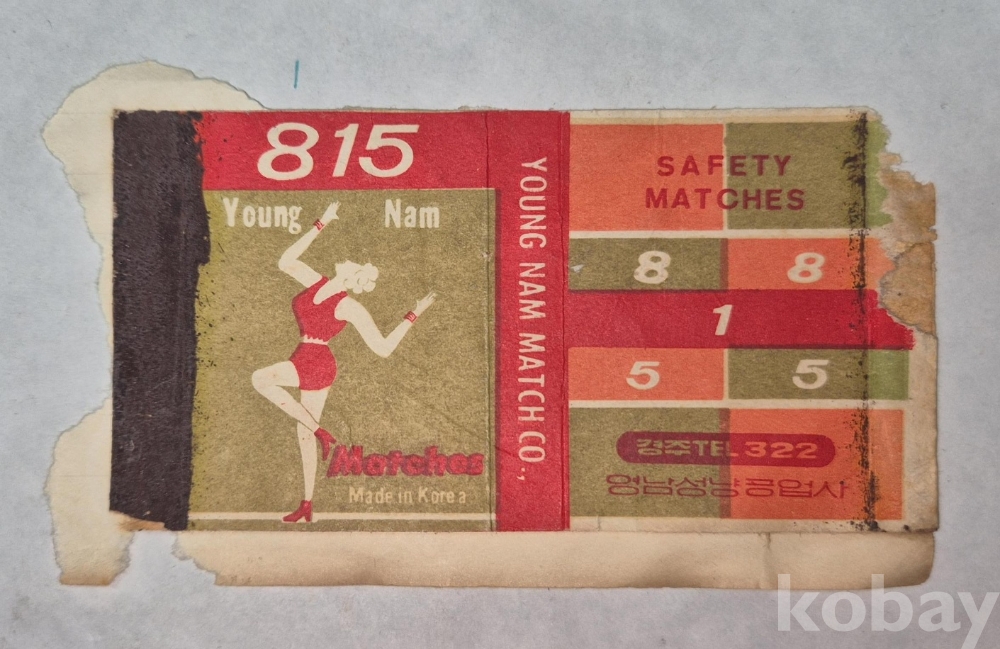 815
Young Nam
Matches
Made in Korea
YOUNG NAM MATCH CO.,
SAFETY
MATCHES
8 8
1
5 5
경주TEL 322
영남성냥공업사
kobay